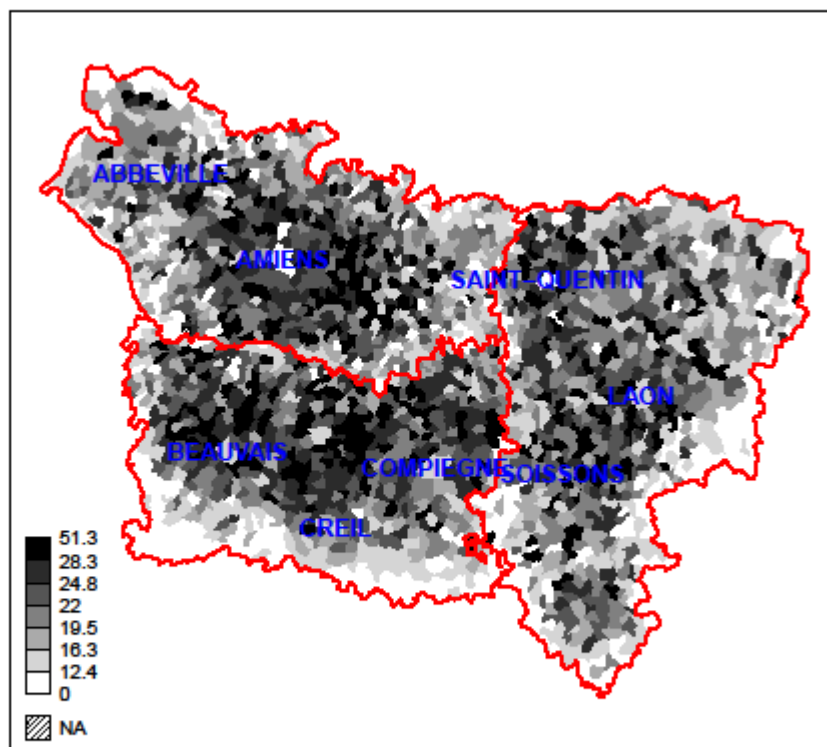 ABBEVILLE
AMIENS
SAINT-QUENTIN
LAON
BEAUVAIS
COMPIEGNE
SOISSONS
CREIL
51.3
28.3
24.8
22
19.5
16.3
12.4
0
NA